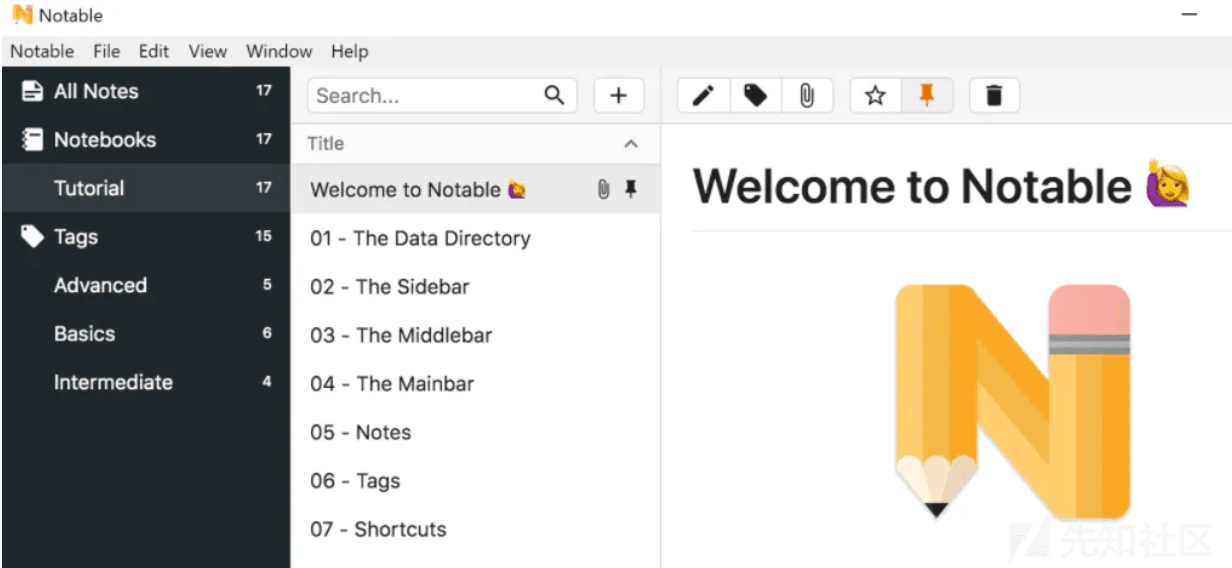 Notable
Notable File Edit View Window Help
All Notes 17
Notebooks 17
Tutorial 17
Tags 15
Advanced 5
Basics 6
Intermediate 4
Search...
Title
Welcome to Notable 🙋
01 - The Data Directory
02 - The Sidebar
03 - The Middlebar
04 - The Mainbar
05 - Notes
06 - Tags
07 - Shortcuts
Welcome to Notable 🙋
先知社区